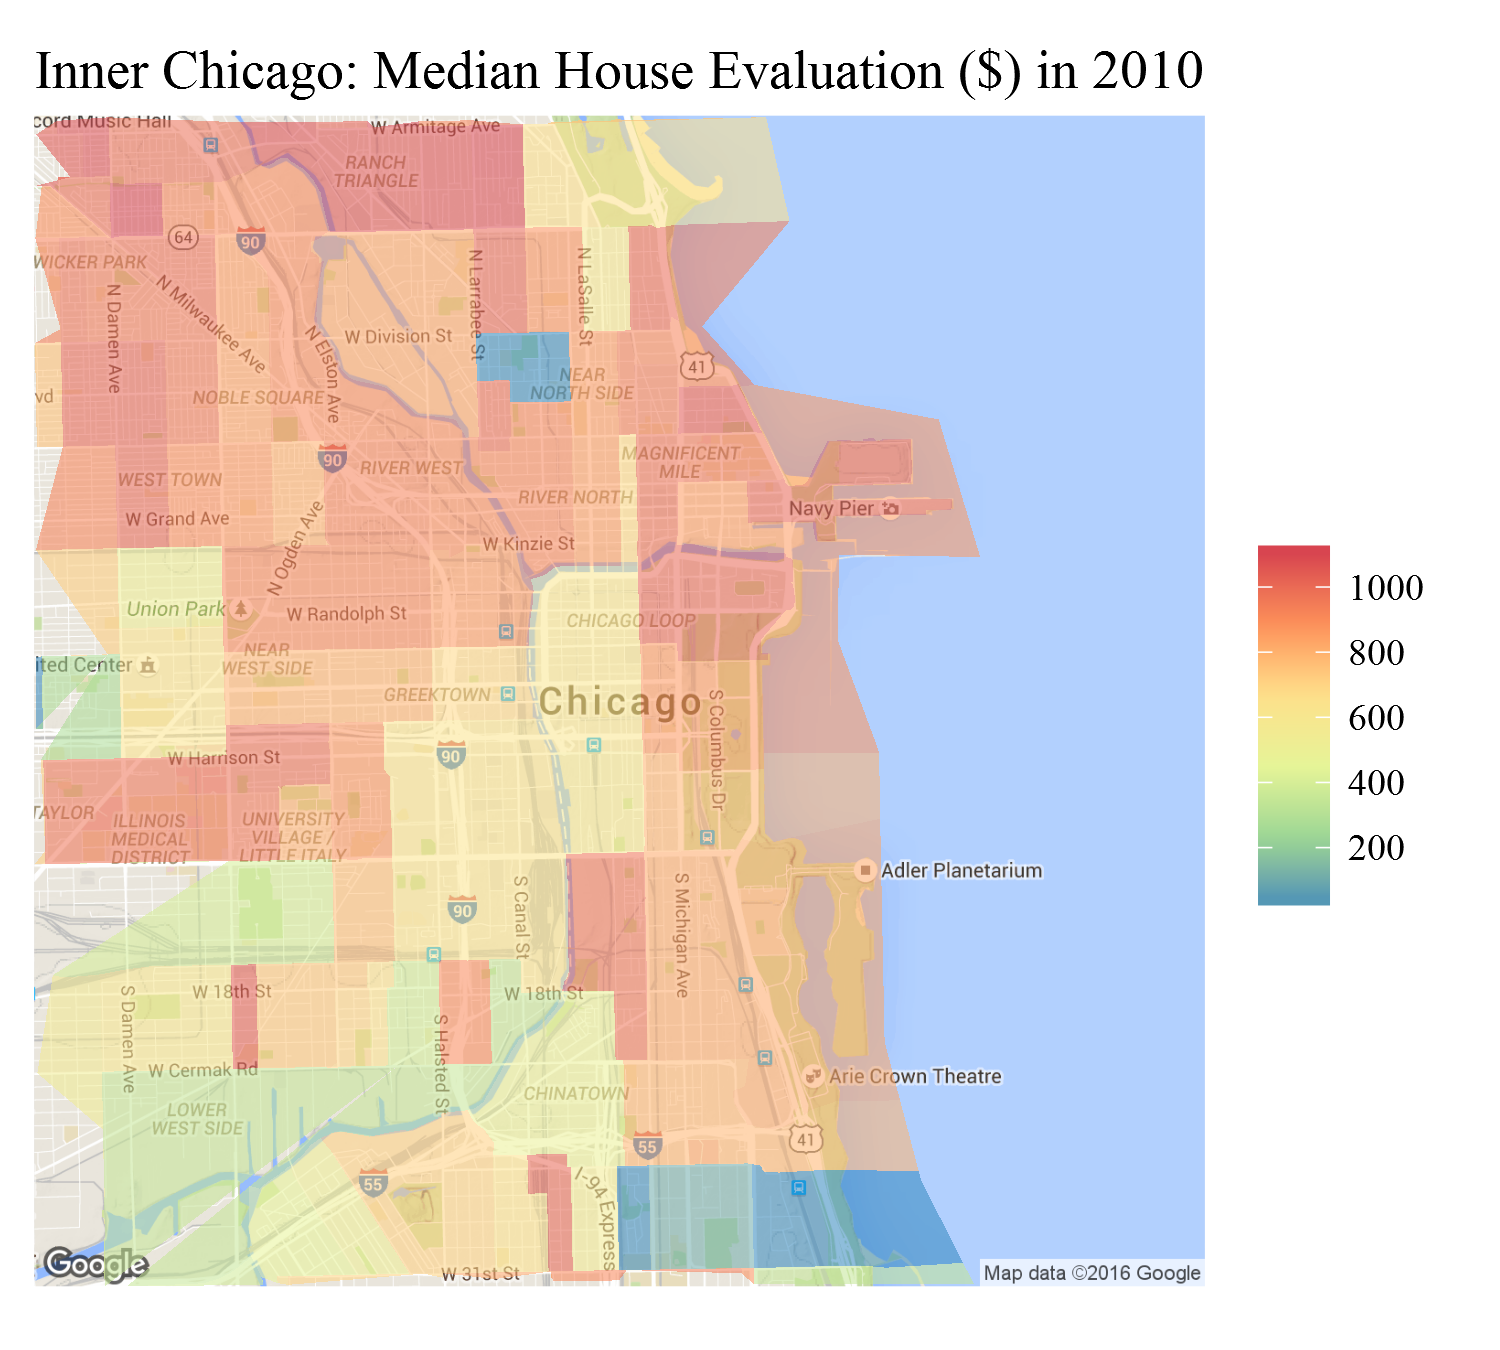 Inner Chicago: Median House Evaluation ($) in 2010
cord Music Hall
W Armitage Ave
RANCH
TRIANGLE
64
90
WICKER PARK
N Milwaukee Ave
N Damen Ave
N Larrabee St
N LaSalle St
N Elston Ave
W Division St
41
vd
NOBLE SQUARE
NEAR
NORTH SIDE
90
RIVER WEST
MAGNIFICENT
MILE
WEST TOWN
RIVER NORTH
W Grand Ave
N Ogden Ave
Navy Pier
W Kinzie St
Union Park
W Randolph St
CHICAGO LOOP
ited Center
NEAR
WEST SIDE
GREEKTOWN
Chicago
S Columbus Dr
W Harrison St
90
TAYLOR
ILLINOIS
MEDICAL
DISTRICT
UNIVERSITY
VILLAGE /
LITTLE ITALY
Adler Planetarium
90
S Canal St
S Michigan Ave
S Damen Ave
W 18th St
W 18th St
S Halsted St
W Cermak Rd
Arie Crown Theatre
CHINATOWN
LOWER
WEST SIDE
55
41
55
I-94 Express
Google
W 31st St
Map data ©2016 Google
1000
800
600
400
200